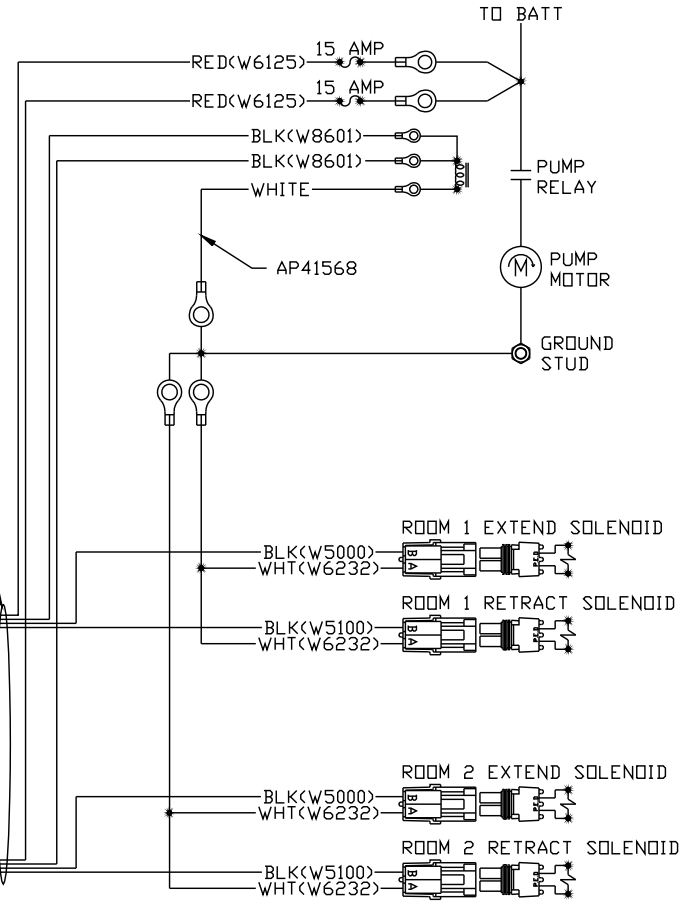 TO BATT
15 AMP
RED(W6125)
15 AMP
RED(W6125)
BLK(W8601)
BLK(W8601)
WHITE
PUMP
RELAY
AP41568
M
PUMP
MOTOR
GROUND
STUD
ROOM 1 EXTEND SOLENOID
BLK(W5000)
B
WHT(W6232)
A
ROOM 1 RETRACT SOLENOID
BLK(W5100)
B
WHT(W6232)
A
ROOM 2 EXTEND SOLENOID
BLK(W5000)
B
WHT(W6232)
A
ROOM 2 RETRACT SOLENOID
BLK(W5100)
B
WHT(W6232)
A